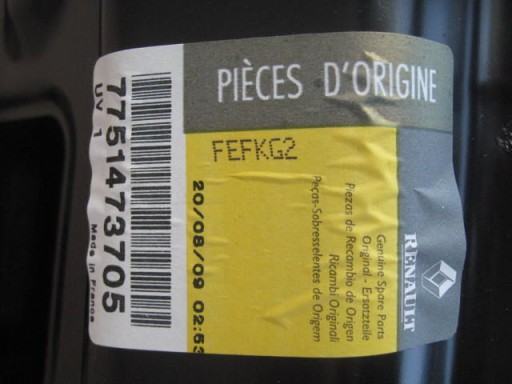 PIÈCES D'ORIGINE
FEFKG2
7751473705
UV 1
Made in France
20/08/09 02:53
Genuine Spare Parts
Original - Ersatzteile
Piezas de Recambio de Origen
Ricambi Originali
Peças-Sobresselentes de Origem
RENAULT